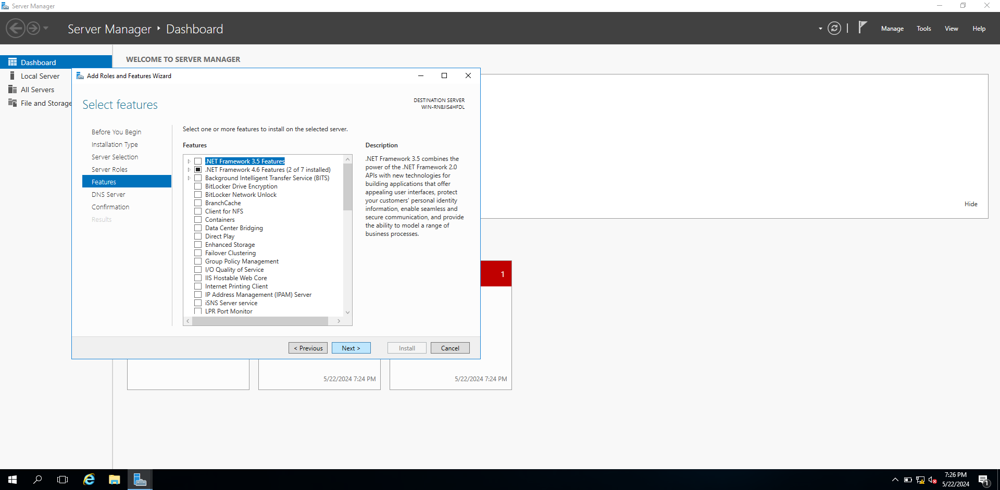 Server Manager
Server Manager ‣ Dashboard
Manage
Tools
View
Help
Dashboard
Local Server
All Servers
File and Storage
WELCOME TO SERVER MANAGER
Add Roles and Features Wizard
Select features
DESTINATION SERVER
WIN-RN8JIS4HFDL
Before You Begin
Installation Type
Server Selection
Server Roles
Features
DNS Server
Confirmation
Results
Select one or more features to install on the selected server.
Features
.NET Framework 3.5 Features
.NET Framework 4.6 Features (2 of 7 installed)
Background Intelligent Transfer Service (BITS)
BitLocker Drive Encryption
BitLocker Network Unlock
BranchCache
Client for NFS
Containers
Data Center Bridging
Direct Play
Enhanced Storage
Failover Clustering
Group Policy Management
I/O Quality of Service
IIS Hostable Web Core
Internet Printing Client
IP Address Management (IPAM) Server
iSNS Server service
LPR Port Monitor
Description
.NET Framework 3.5 combines the
power of the .NET Framework 2.0
APIs with new technologies for
building applications that offer
appealing user interfaces, protect
your customers' personal identity
information, enable seamless and
secure communication, and provide
the ability to model a range of
business processes.
< Previous
Next >
Install
Cancel
Hide
1
5/22/2024 7:24 PM
5/22/2024 7:24 PM
7:26 PM
5/22/2024
1